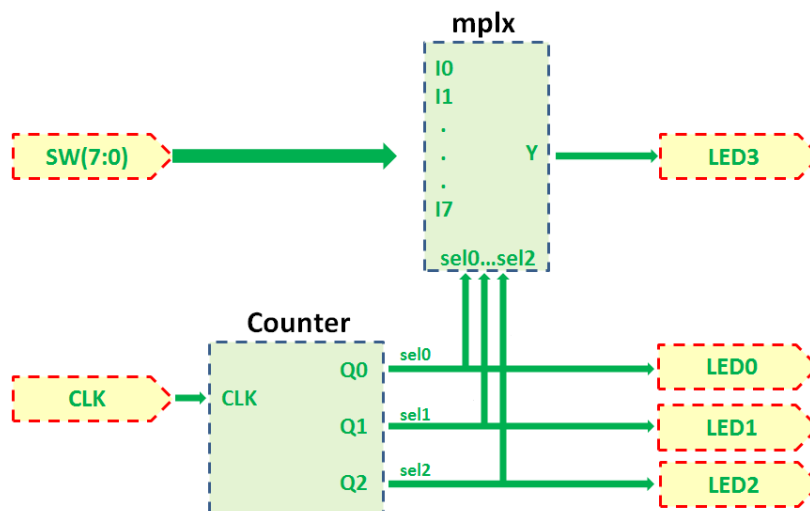 mplx
I0
I1
.
.
.
I7
Y
sel0...sel2
SW(7:0)
LED3
Counter
CLK
CLK
Q0
sel0
LED0
Q1
sel1
LED1
Q2
sel2
LED2